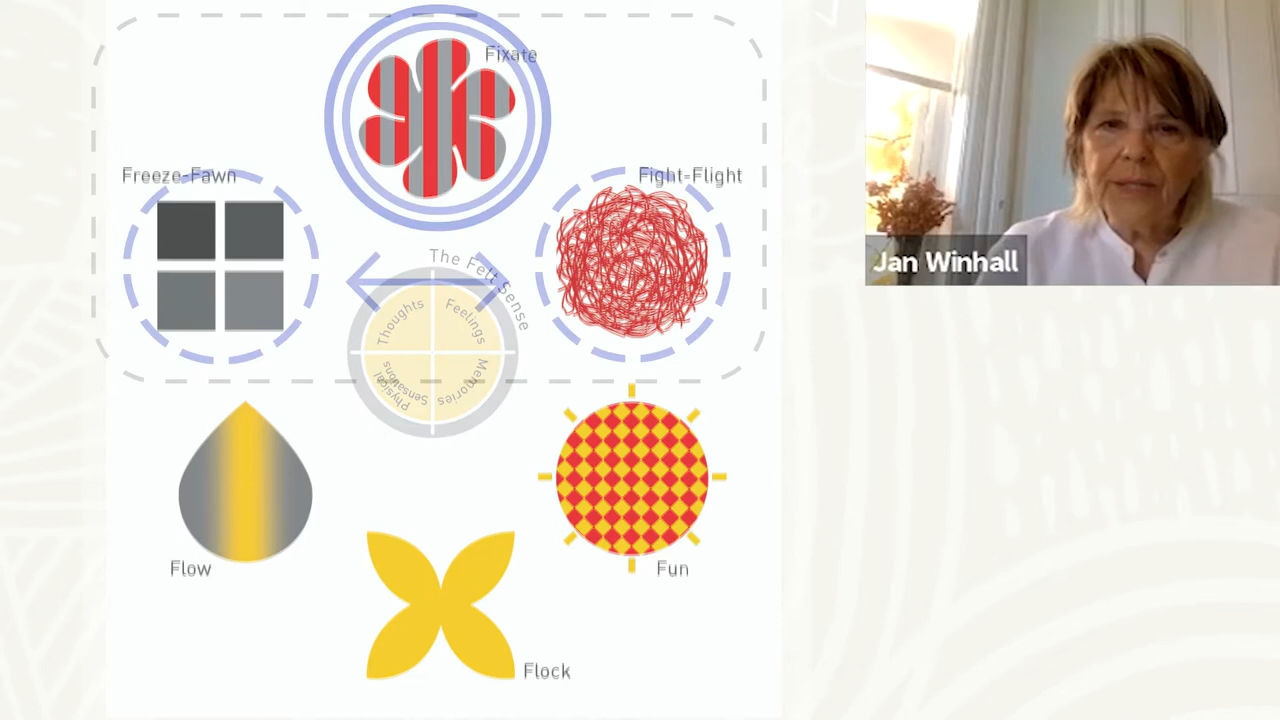 Fixate
Freeze-Fawn
Fight-Flight
The Felt Sense
Thoughts
Feelings
Physical
Sensations
Memories
Flow
Fun
Flock
Jan Winhall